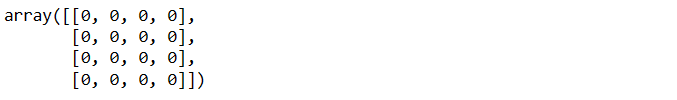 array([[0, 0, 0, 0],
       [0, 0, 0, 0],
       [0, 0, 0, 0],
       [0, 0, 0, 0]])